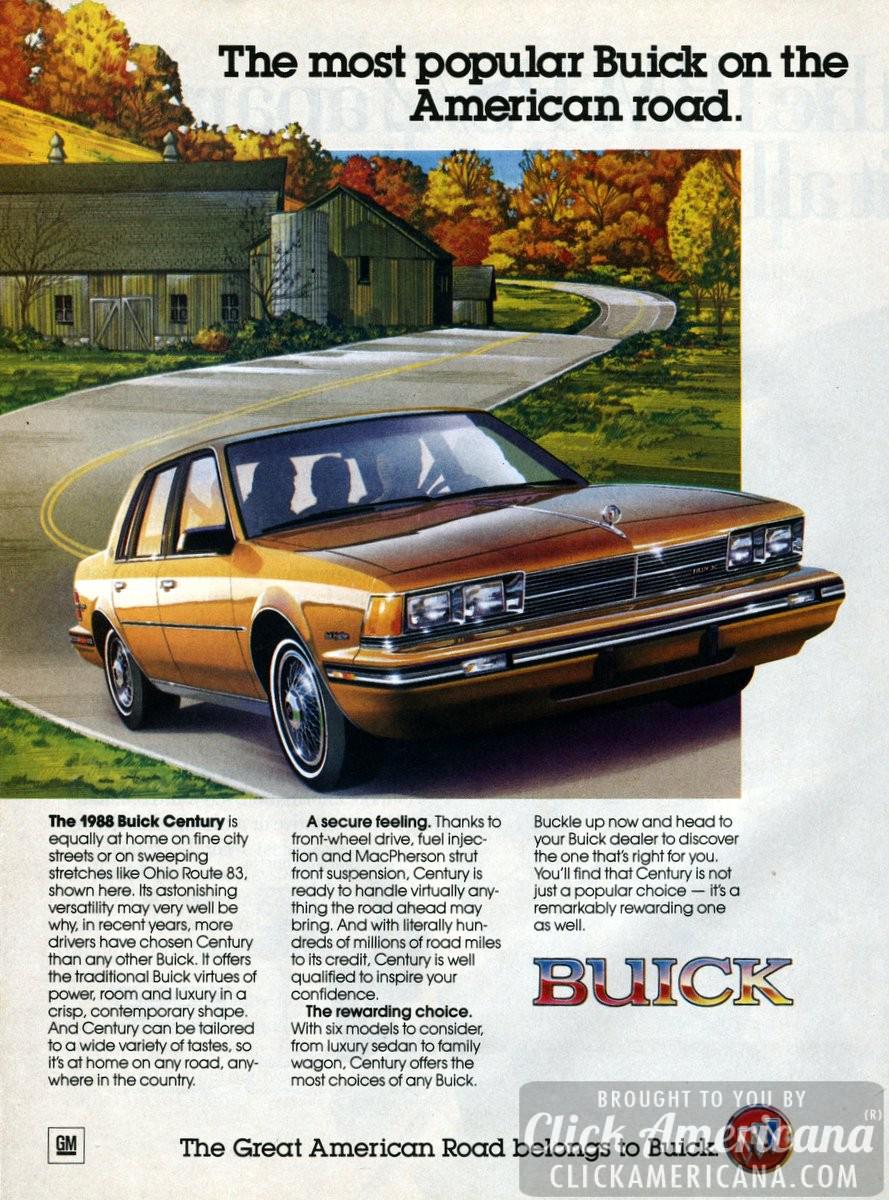 The most popular Buick on the
American road.
BUICK
The 1988 Buick Century is
equally at home on fine city
streets or on sweeping
stretches like Ohio Route 83,
shown here. Its astonishing
versatility may very well be
why, in recent years, more
drivers have chosen Century
than any other Buick. It offers
the traditional Buick virtues of
power, room and luxury in a
crisp, contemporary shape.
And Century can be tailored
to a wide variety of tastes, so
it's at home on any road, any-
where in the country.
A secure feeling. Thanks to
front-wheel drive, fuel injec-
tion and MacPherson strut
front suspension, Century is
ready to handle virtually any-
thing the road ahead may
bring. And with literally hun-
dreds of millions of road miles
to its credit, Century is well
qualified to inspire your
confidence.
The rewarding choice.
With six models to consider,
from luxury sedan to family
wagon, Century offers the
most choices of any Buick.
Buckle up now and head to
your Buick dealer to discover
the one that's right for you.
You'll find that Century is not
just a popular choice — it's a
remarkably rewarding one
as well.
BUICK
GM
The Great American Road belongs to Buick.
BROUGHT TO YOU BY
Click Americana (R)
CLICKAMERICANA.COM